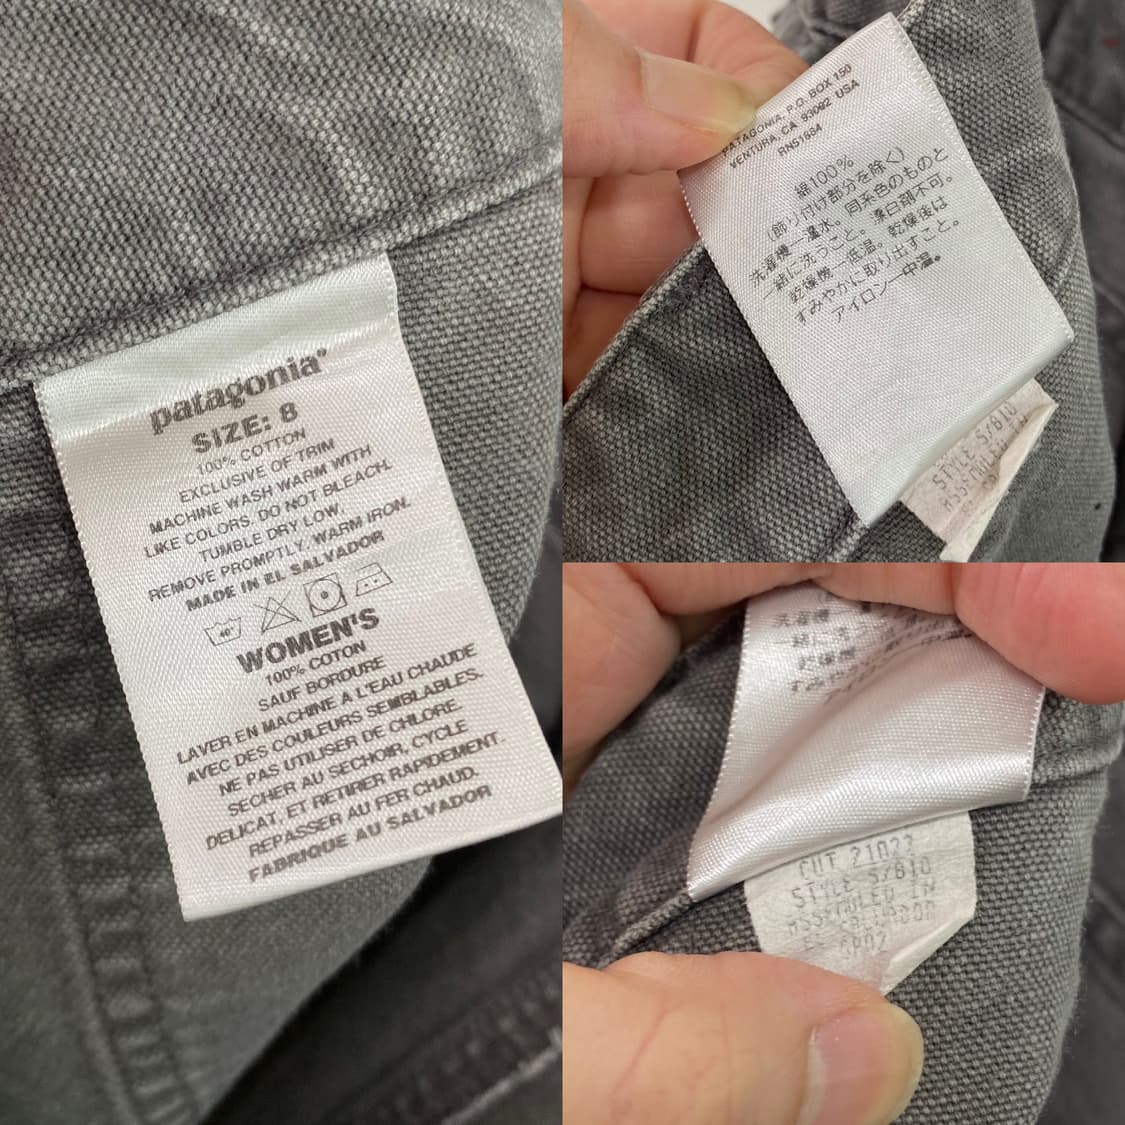 patagonia®
SIZE: 8
100% COTTON
EXCLUSIVE OF TRIM
MACHINE WASH WARM WITH
LIKE COLORS. DO NOT BLEACH.
TUMBLE DRY LOW.
REMOVE PROMPTLY. WARM IRON.
MADE IN EL SALVADOR
40°
WOMEN'S
100% COTON
SAUF BORDURE
LAVER EN MACHINE A L'EAU CHAUDE
AVEC DES COULEURS SEMBLABLES.
NE PAS UTILISER DE CHLORE.
SECHER AU SECHOIR, CYCLE
DELICAT, ET RETIRER RAPIDEMENT.
REPASSER AU FER CHAUD.
FABRIQUE AU SALVADOR
PATAGONIA, P.O. BOX 150
VENTURA, CA 93002 USA
RN51884
綿100%
(飾り付け部分を除く)
洗濯機一温水。同系色のものと
一緒に洗うこと。漂白剤不可。
乾燥機一低温。乾燥後は
すみやかに取り出すこと。
アイロン一中温。
STYLE
CUT 21022
STYLE S/810
ASSEMBLED IN
EL